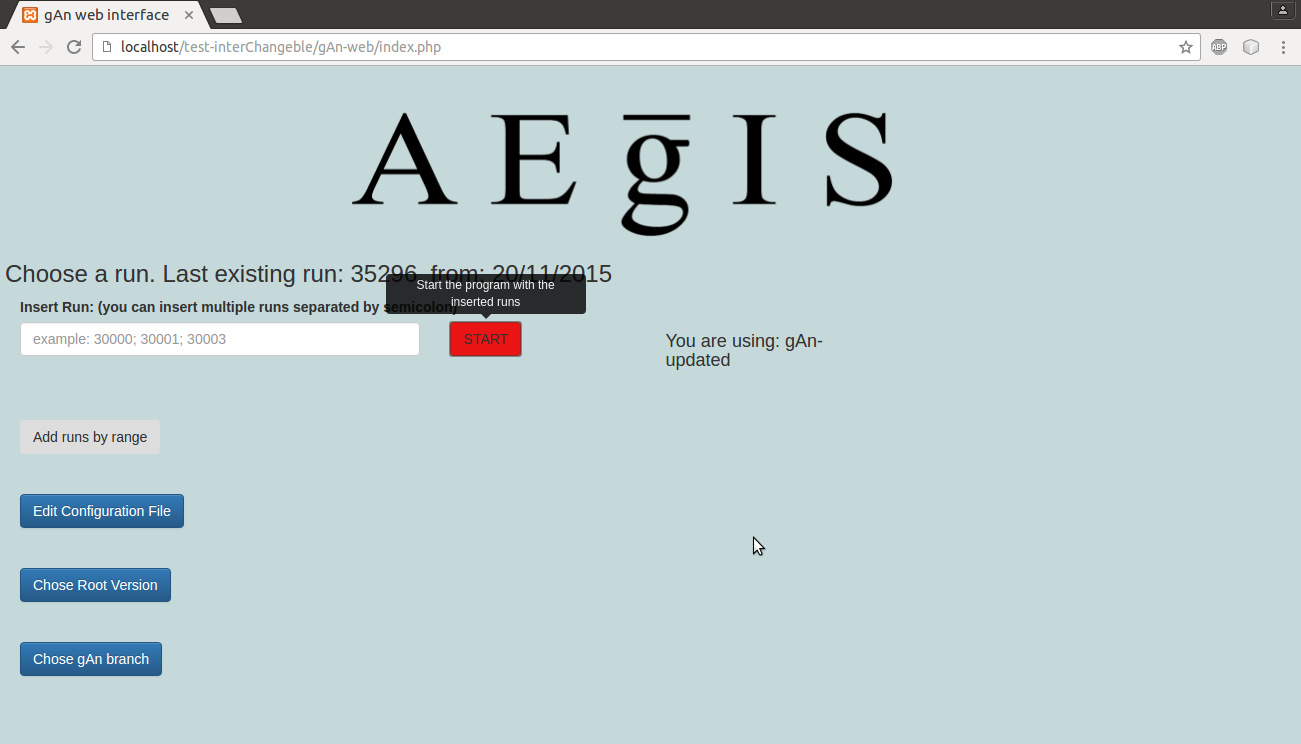 gAn web interface
localhost/test-interChangeble/gAn-web/index.php
ABP
A E g I S
Choose a run. Last existing run: 35296, from: 20/11/2015
Start the program with the
inserted runs
Insert Run: (you can insert multiple runs separated by semicolon)
example: 30000; 30001; 30003
START
You are using: gAn-
updated
Add runs by range
Edit Configuration File
Chose Root Version
Chose gAn branch